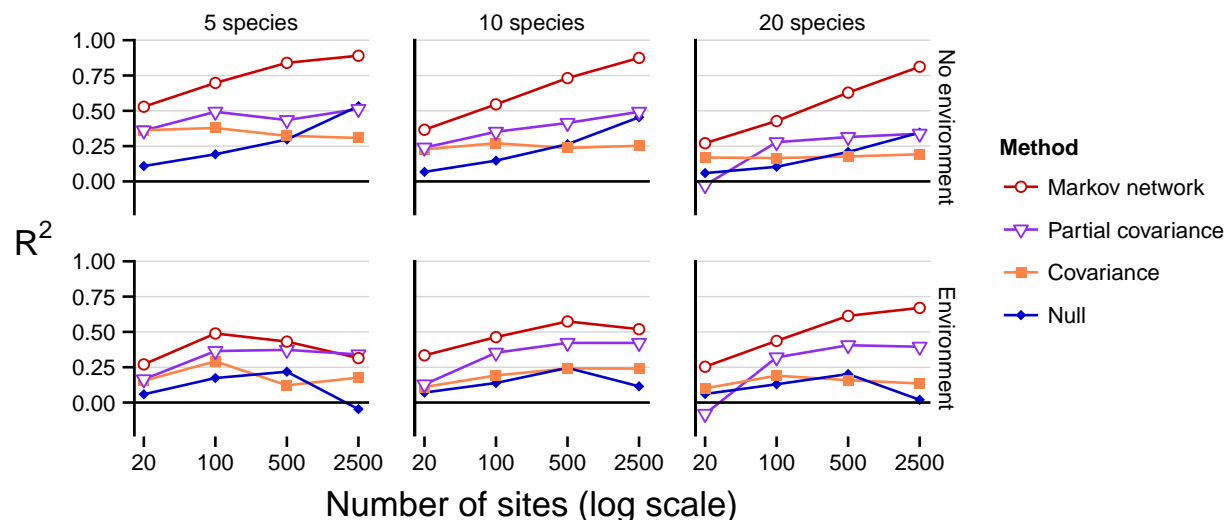 5 species 10 species 20 species
1.00
0.75
0.50
0.25
0.00
No environment
R2
1.00
0.75
0.50
0.25
0.00
Environment
20 100 500 2500 20 100 500 2500 20 100 500 2500
Number of sites (log scale)
Method
Markov network
Partial covariance
Covariance
Null